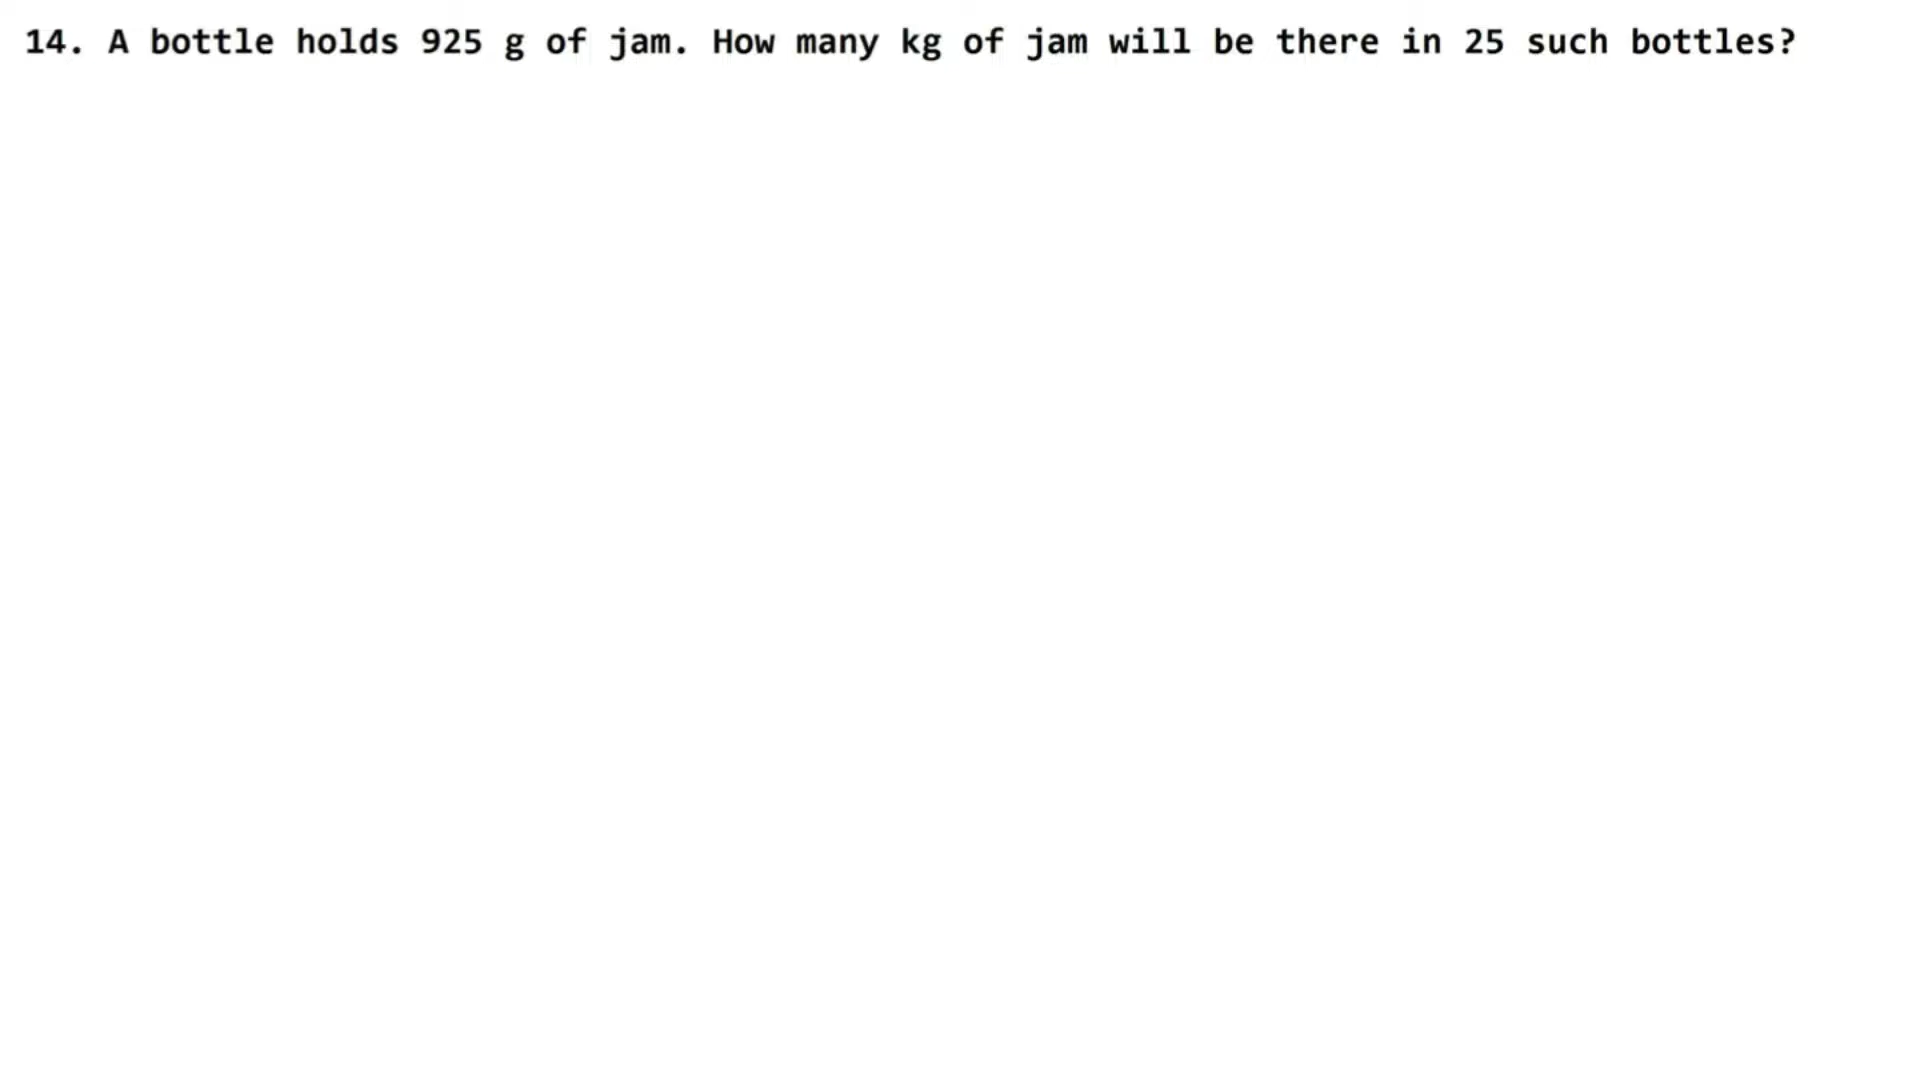 14. A bottle holds 925 g of jam. How many kg of jam will be there in 25 such bottles?